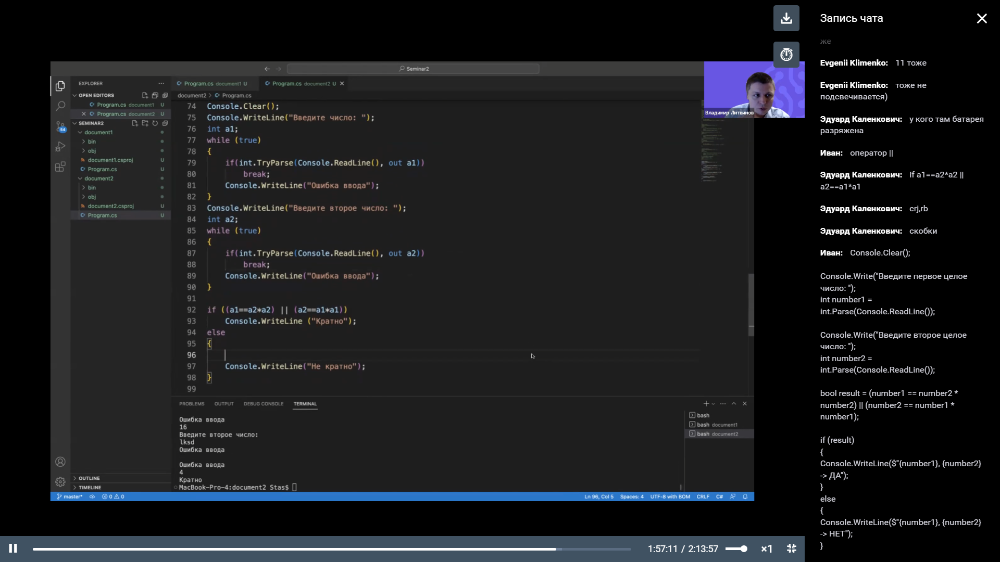 Seminar2
EXPLORER
OPEN EDITORS
Program.cs document1 U
Program.cs document2 U
SEMINAR2
document1
bin
obj
document1.csproj U
Program.cs U
document2
bin
obj
document2.csproj U
Program.cs U
54
OUTLINE
TIMELINE
Program.cs document1 U
Program.cs document2 U
document2 > Program.cs
74 Console.Clear();
75 Console.WriteLine("Введите число: ");
76 int a1;
77 while (true)
78 {
79 if(int.TryParse(Console.ReadLine(), out a1))
80 break;
81 Console.WriteLine("Ошибка ввода");
82 }
83 Console.WriteLine("Введите второе число: ");
84 int a2;
85 while (true)
86 {
87 if(int.TryParse(Console.ReadLine(), out a2))
88 break;
89 Console.WriteLine("Ошибка ввода");
90 }
91
92 if ((a1==a2*a2) || (a2==a1*a1))
93 Console.WriteLine ("Кратно");
94 else
95 {
96
97 Console.WriteLine("Не кратно");
98 }
99
PROBLEMS OUTPUT DEBUG CONSOLE TERMINAL
Ошибка ввода
16
Введите второе число:
lksd
Ошибка ввода
Ошибка ввода
4
Кратно
MacBook-Pro-4:document2 Stas$
bash
bash document1
bash document2
master* 0 0 Ln 96, Col 5 Spaces: 4 UTF-8 with BOM CRLF C#
Владимир Литвинов
1:57:11 / 2:13:57 ×1
Запись чата
же
Evgenii Klimenko: 11 тоже
Evgenii Klimenko: тоже не
подсвечивается)
Эдуард Каленкович: у кого там батарея
разряжена
Иван: оператор ||
Эдуард Каленкович: if a1==a2*a2 ||
a2==a1*a1
Эдуард Каленкович: crj,rb
Эдуард Каленкович: скобки
Иван: Console.Clear();
Console.Write("Введите первое целое
число: ");
int number1 =
int.Parse(Console.ReadLine());
Console.Write("Введите второе целое
число: ");
int number2 =
int.Parse(Console.ReadLine());
bool result = (number1 == number2 *
number2) || (number2 == number1 *
number1);
if (result)
{
Console.WriteLine($"{number1}, {number2}
-> ДА");
}
else
{
Console.WriteLine($"{number1}, {number2}
-> НЕТ");
}